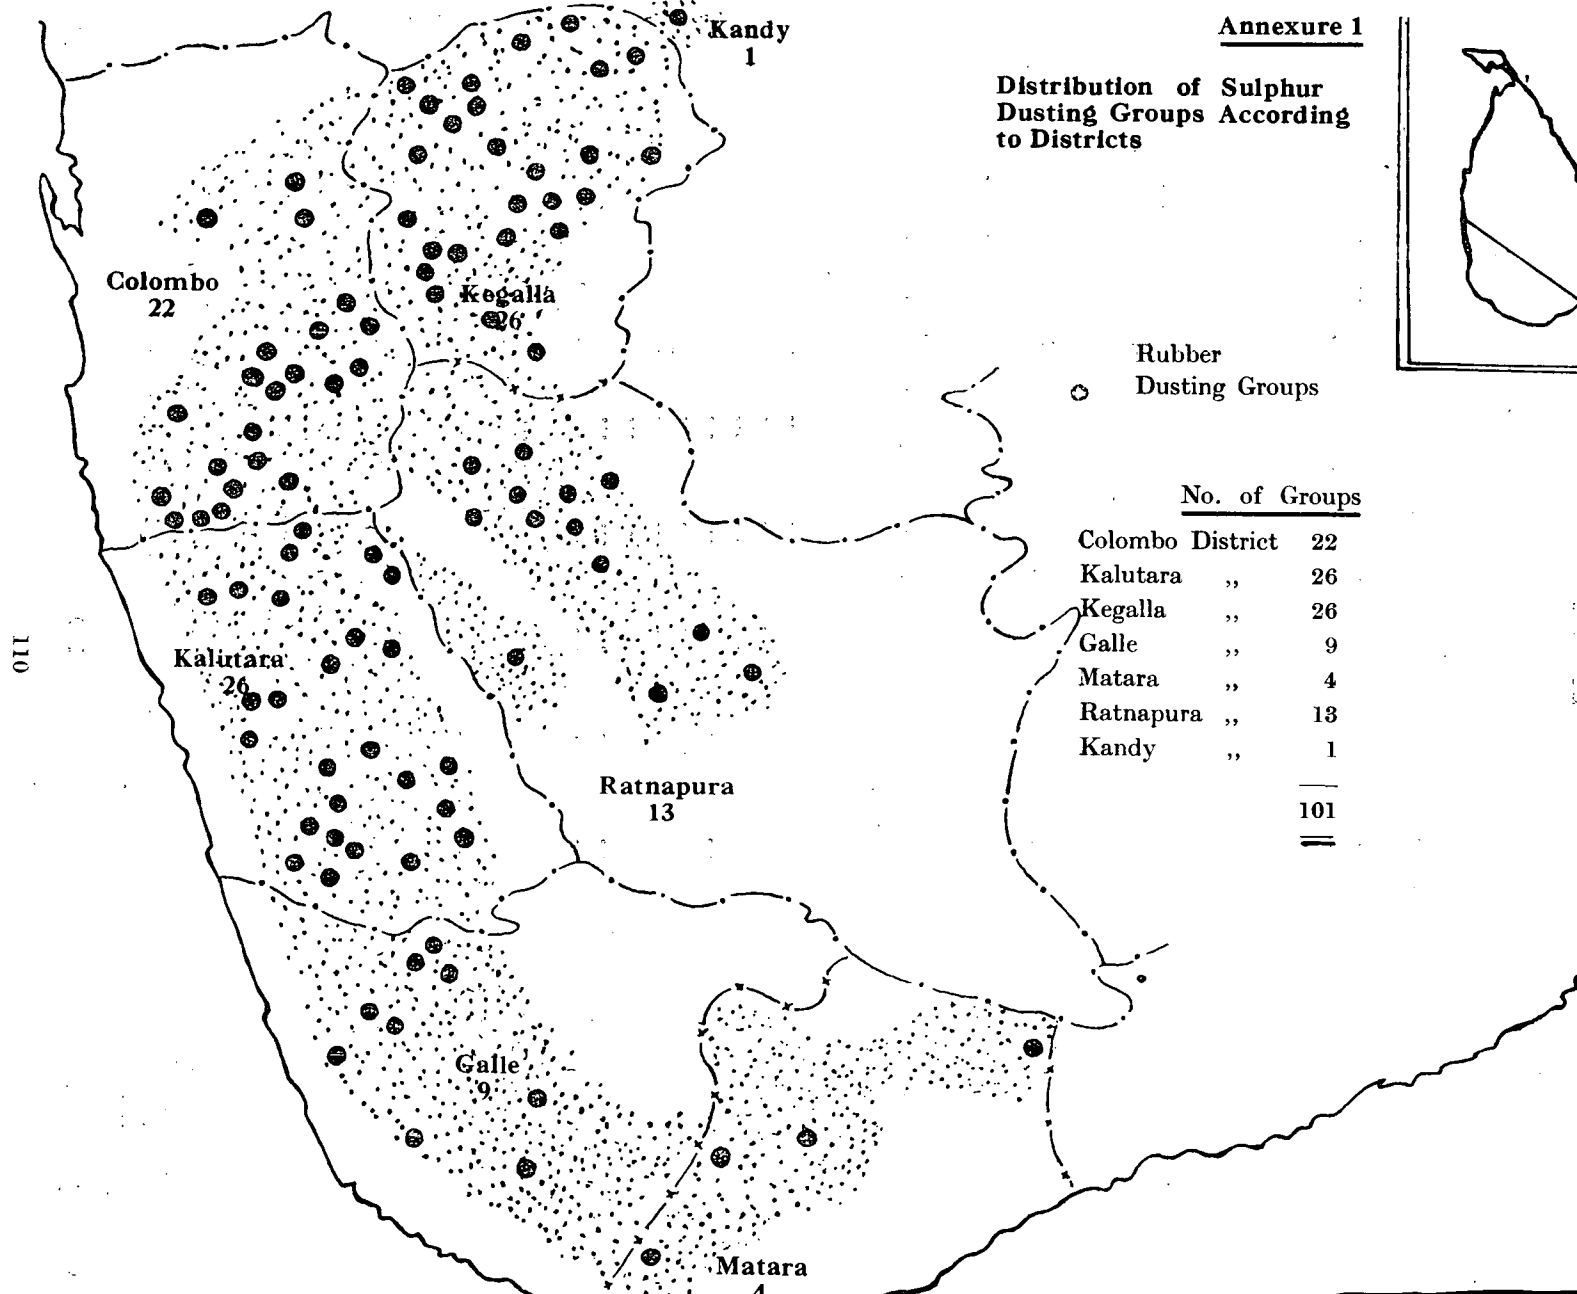 Annexure 1
Distribution of Sulphur
Dusting Groups According
to Districts
Kandy
1
Colombo
22
Kegalla
26
Rubber
Dusting Groups
No. of Groups
Colombo District 22
Kalutara ,, 26
Kegalla ,, 26
Galle ,, 9
Matara ,, 4
Ratnapura ,, 13
Kandy ,, 1
101
110
Kalutara
26
Ratnapura
13
Galle
9
Matara
4